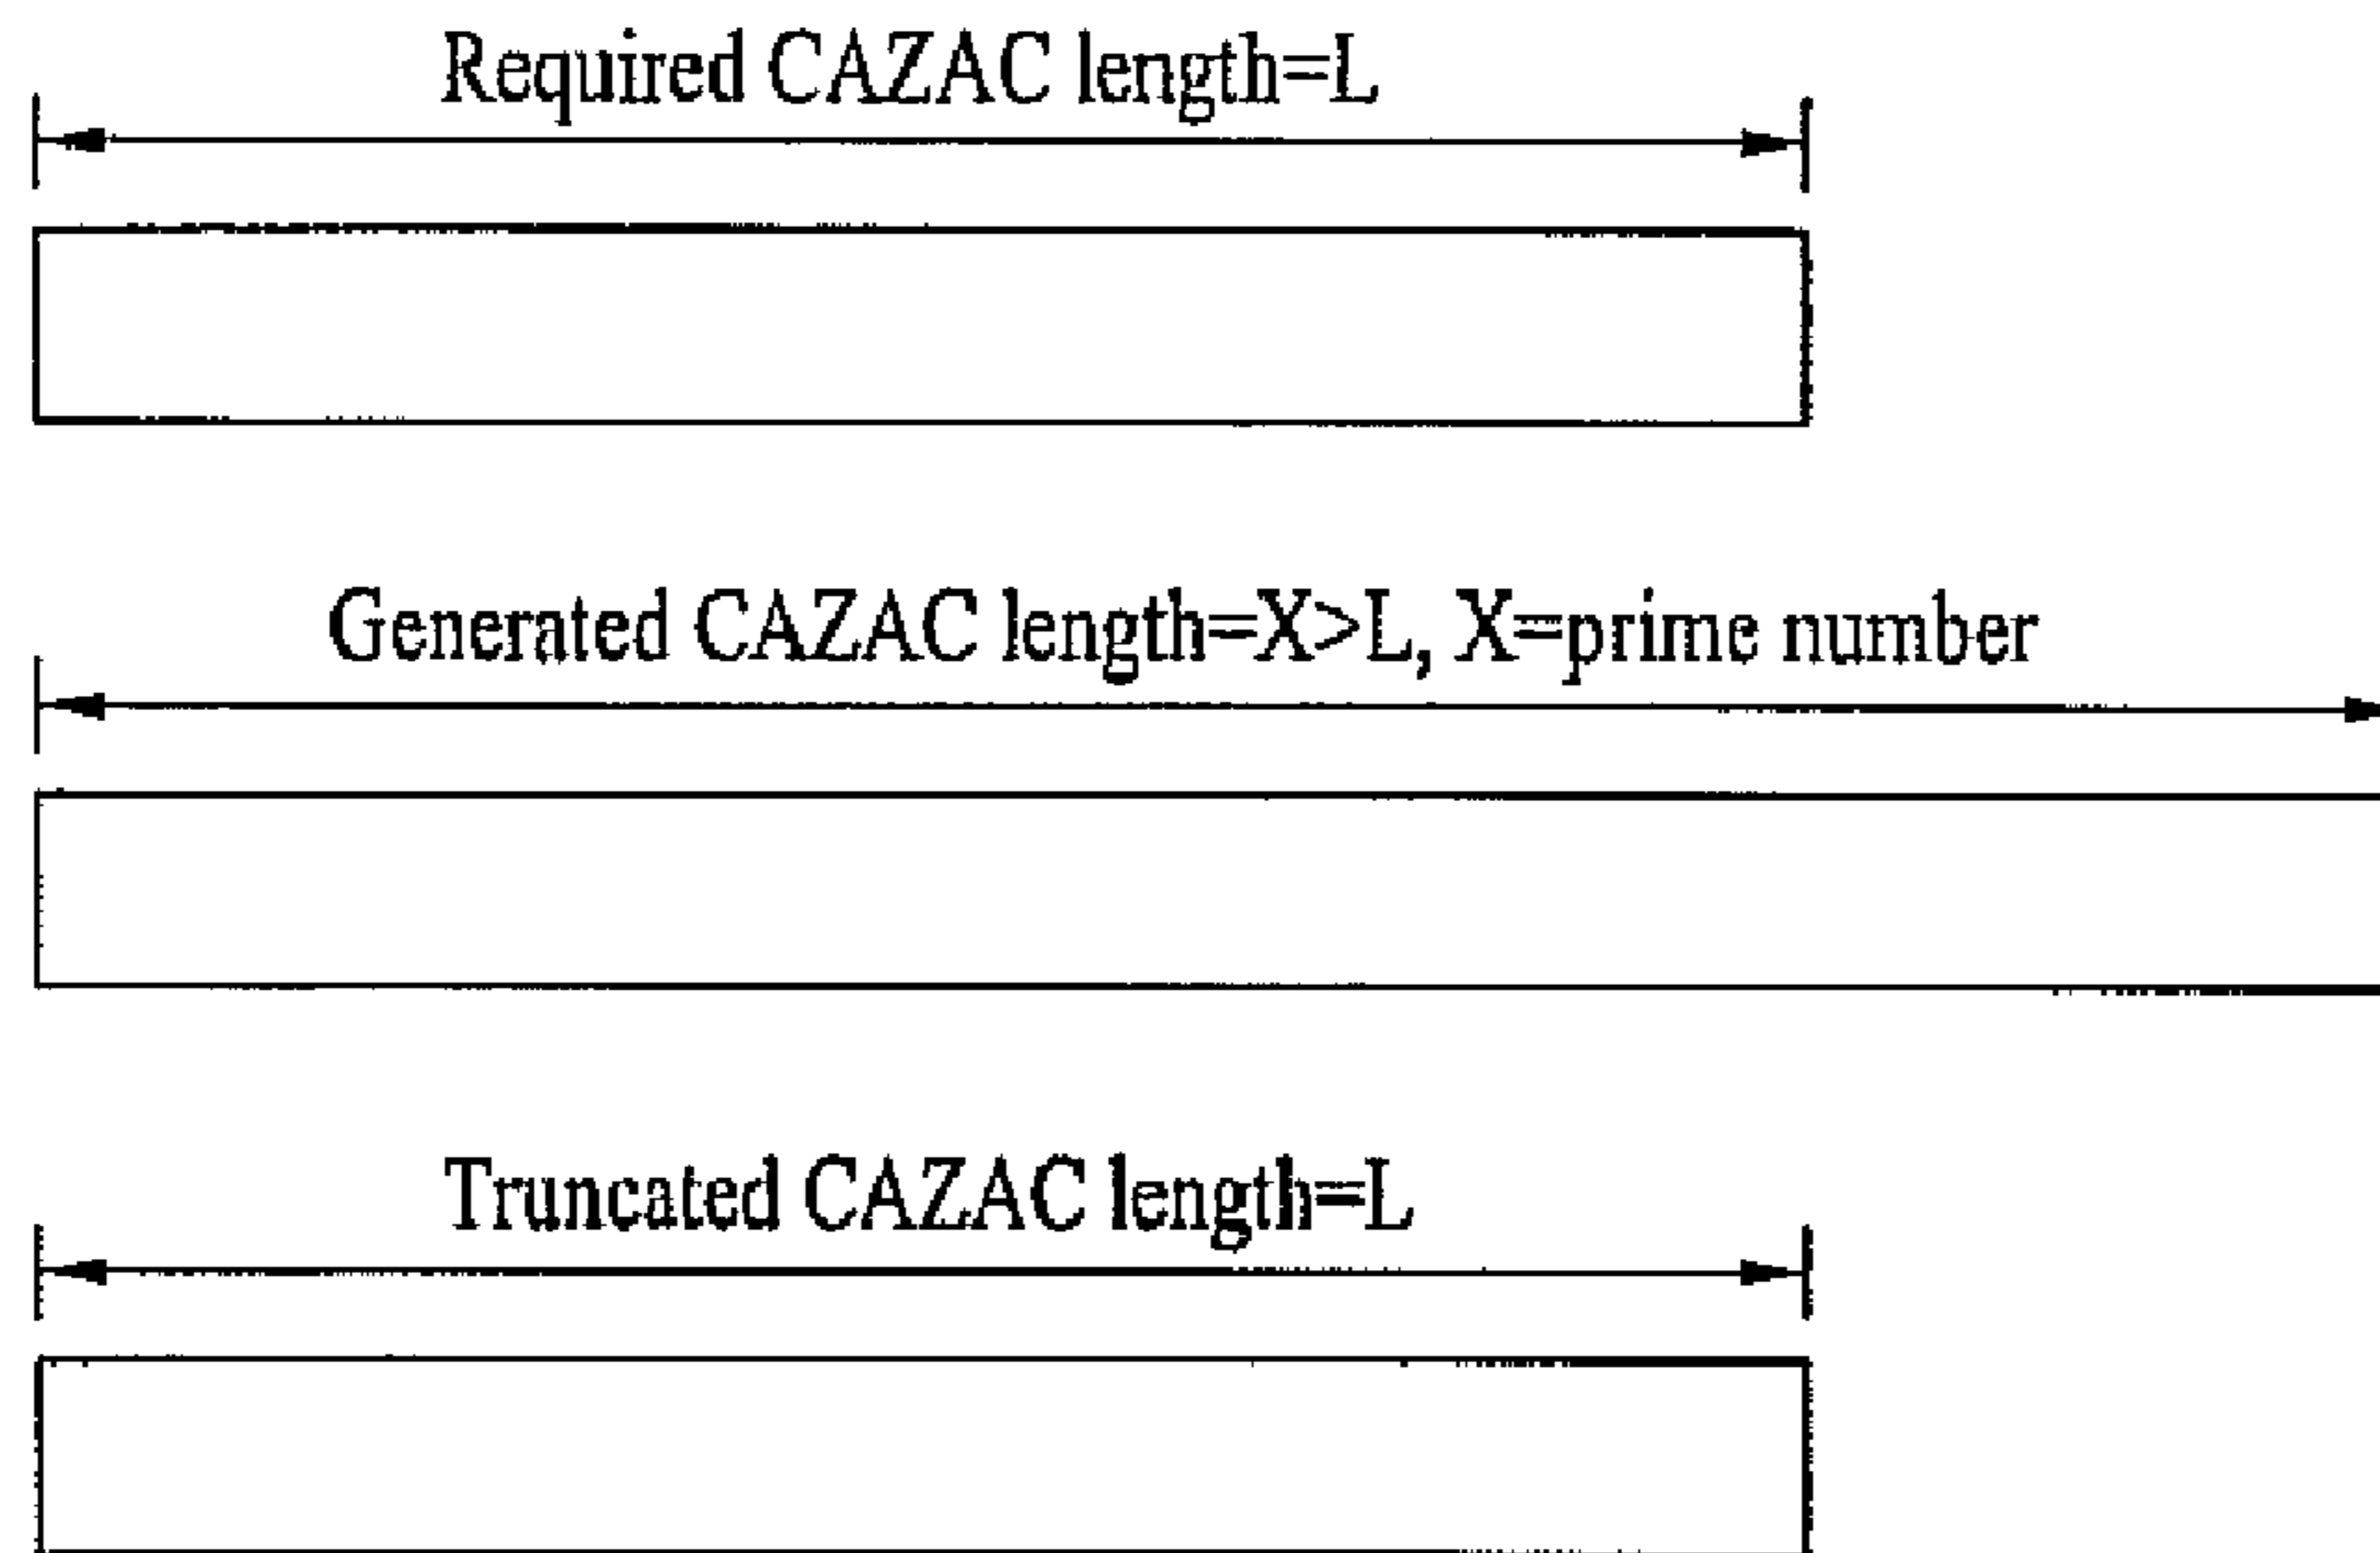 Required CAZAC length=L
Generated CAZAC length=X>L, X=prime number
Truncated CAZAC length=L